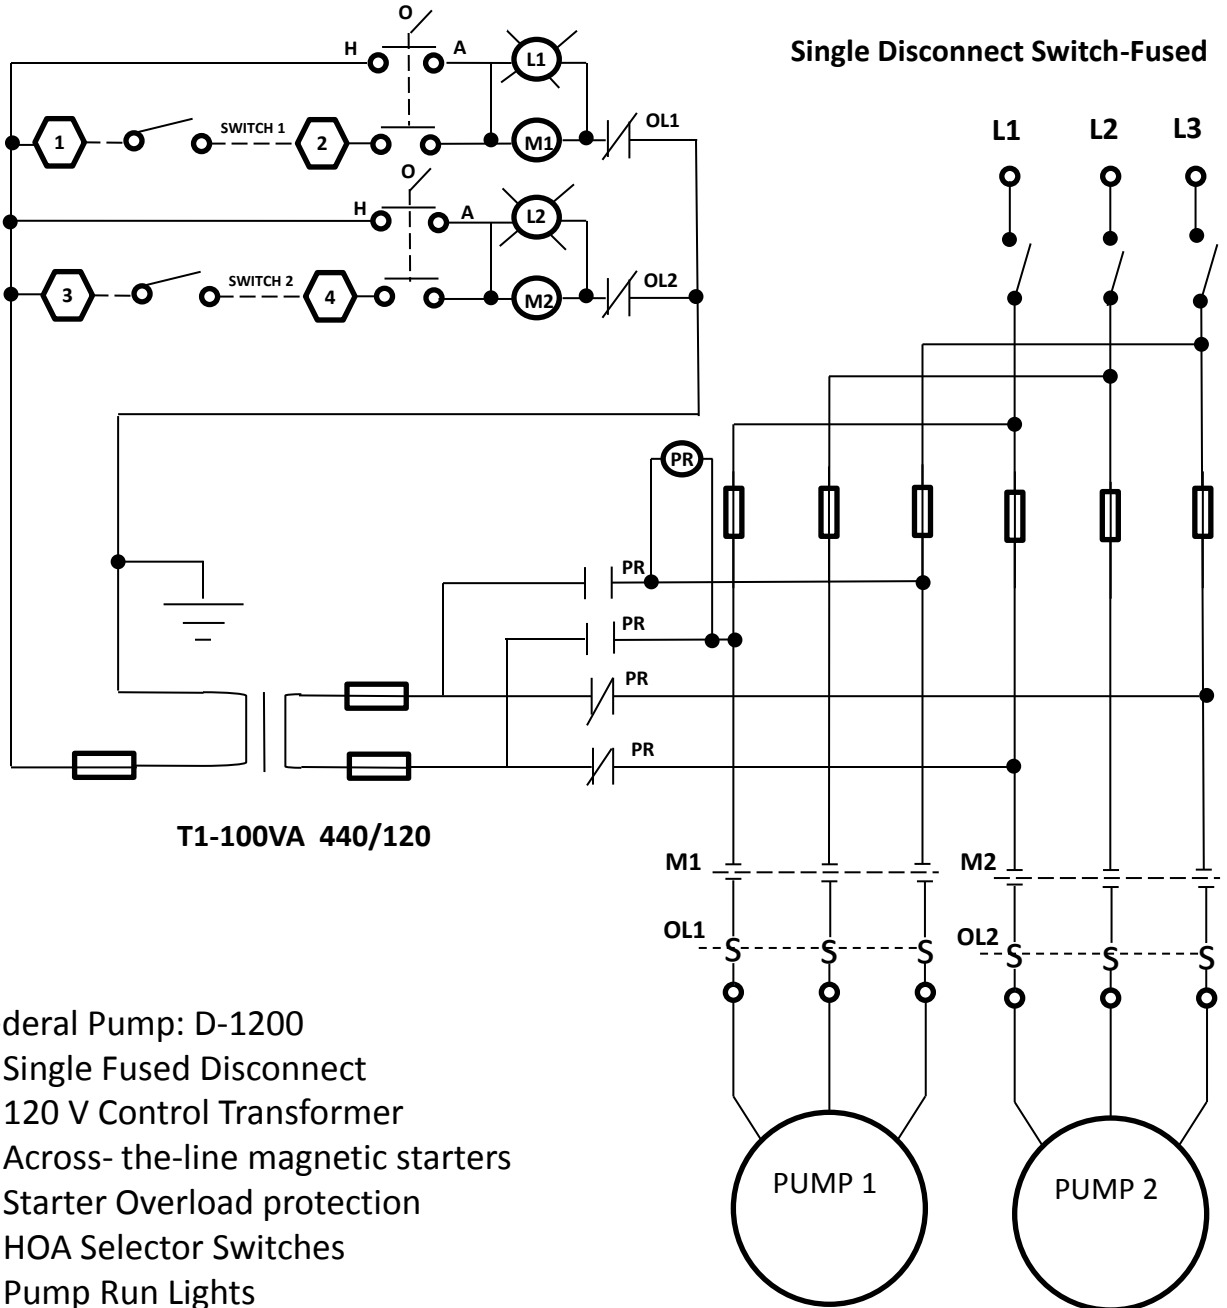 Single Disconnect Switch-Fused
O
H A L1
1 SWITCH 1 2 M1 OL1
O
H A L2
3 SWITCH 2 4 M2 OL2
L1 L2 L3
PR
PR
PR
PR
PR
T1-100VA 440/120
M1 M2
OL1 S S S
OL2 S S S
PUMP 1 PUMP 2
deral Pump: D-1200
Single Fused Disconnect
120 V Control Transformer
Across- the-line magnetic starters
Starter Overload protection
HOA Selector Switches
Pump Run Lights